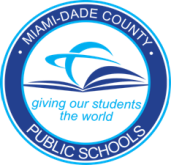 • MIAMI-DADE COUNTY •
giving our students
the world
PUBLIC SCHOOLS